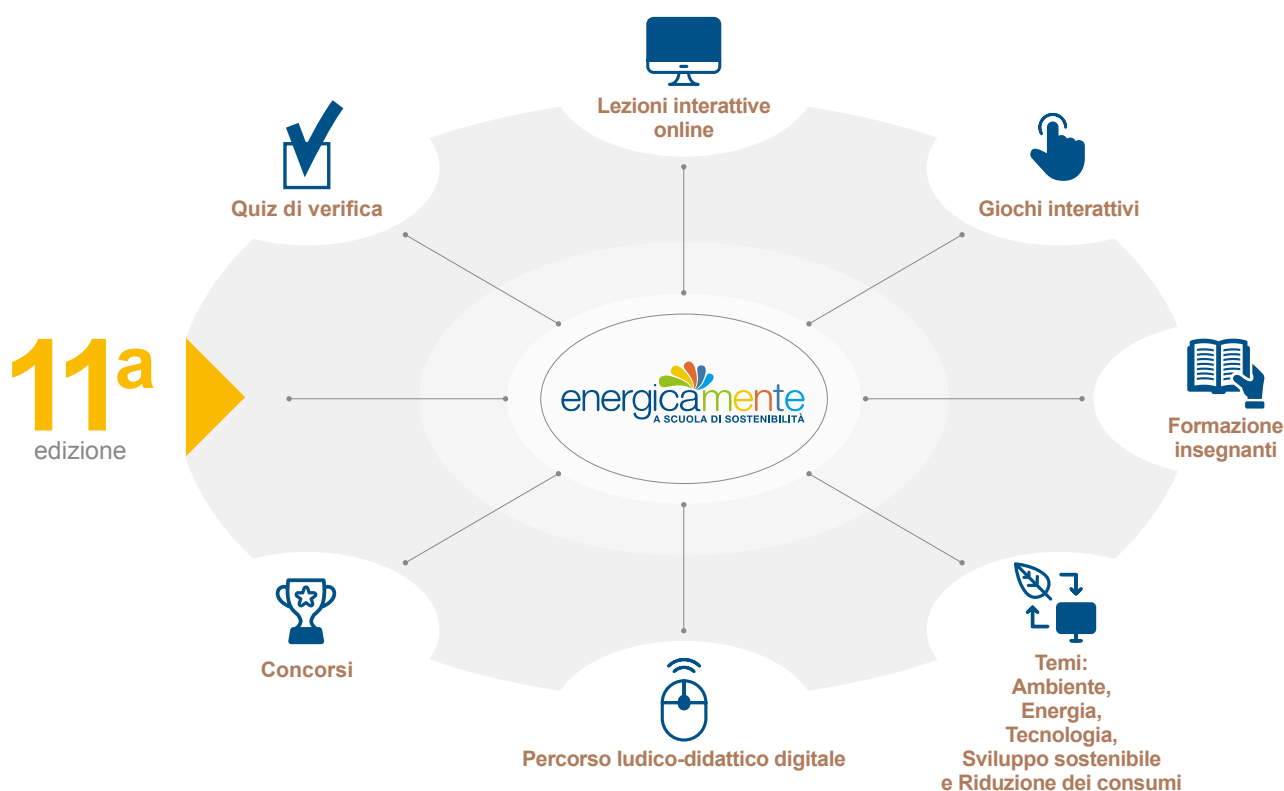 Lezioni interattive
online
Quiz di verifica
Giochi interattivi
11a
edizione
energicamente
A SCUOLA DI SOSTENIBILITÀ
Formazione
insegnanti
Concorsi
Percorso ludico-didattico digitale
Temi:
Ambiente,
Energia,
Tecnologia,
Sviluppo sostenibile
e Riduzione dei consumi